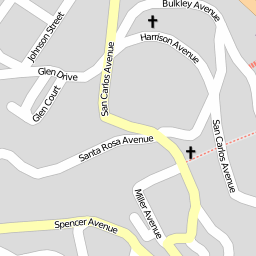 Bulkley Avenue
Johnson Street
Harrison Avenue
San Carlos Avenue
Glen Drive
Glen Court
San Carlos Avenue
Santa Rosa Avenue
Miller Avenue
Spencer Avenue